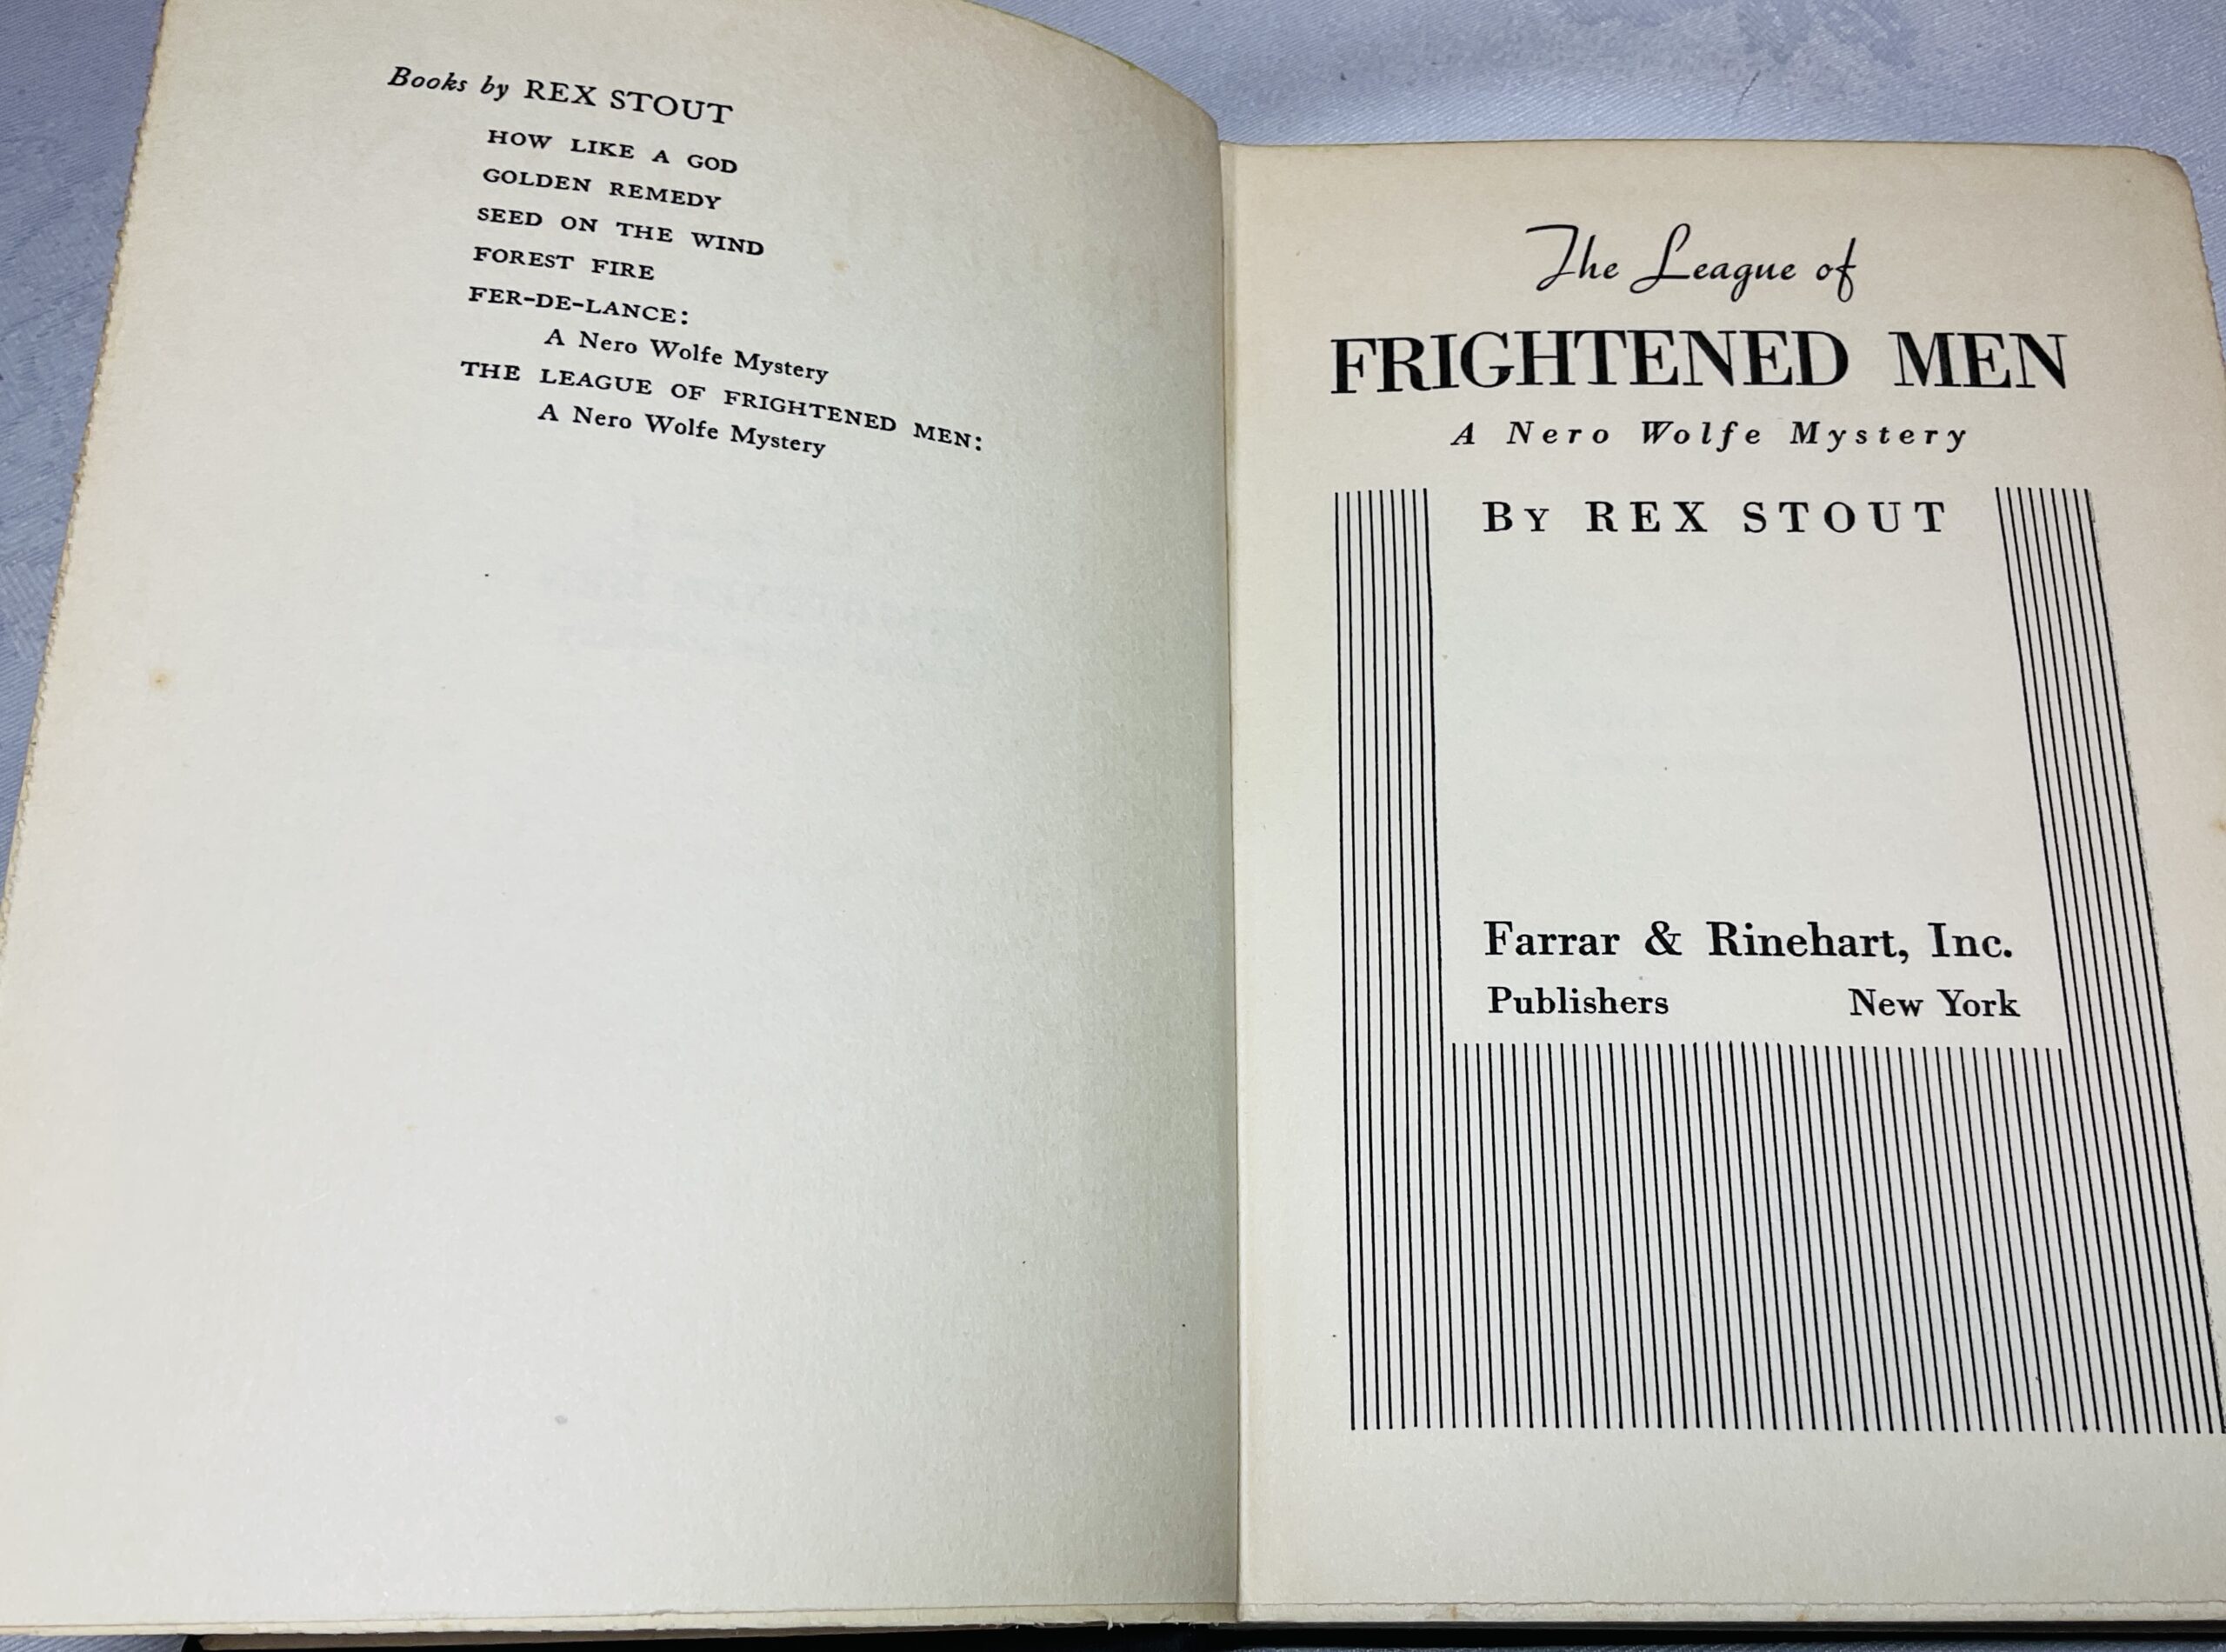 Books by REX STOUT
HOW LIKE A GOD
GOLDEN REMEDY
SEED ON THE WIND
FOREST FIRE
FER-DE-LANCE:
A Nero Wolfe Mystery
THE LEAGUE OF FRIGHTENED MEN:
A Nero Wolfe Mystery
The League of
FRIGHTENED MEN
A Nero Wolfe Mystery
BY REX STOUT
Farrar & Rinehart, Inc.
Publishers New York